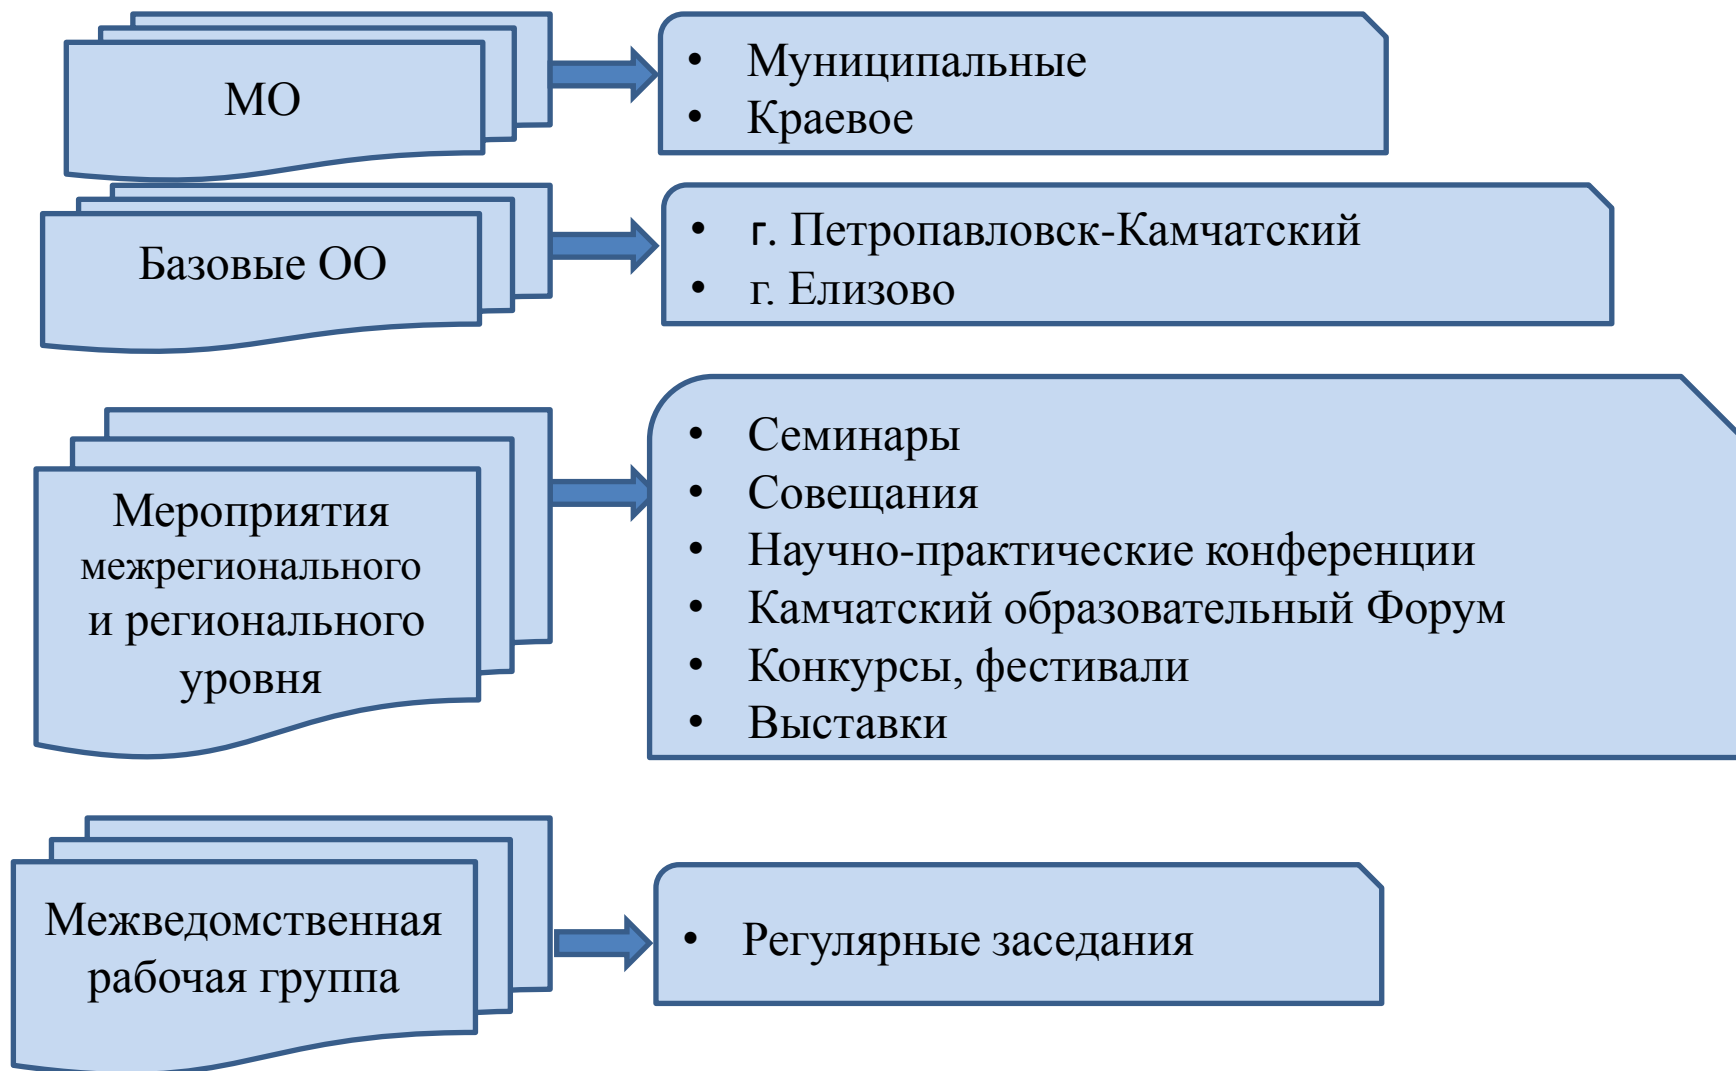 МО
• Муниципальные
• Краевое
Базовые ОО
• г. Петропавловск-Камчатский
• г. Елизово
Мероприятия
межрегионального
и регионального
уровня
• Семинары
• Совещания
• Научно-практические конференции
• Камчатский образовательный Форум
• Конкурсы, фестивали
• Выставки
Межведомственная
рабочая группа
• Регулярные заседания